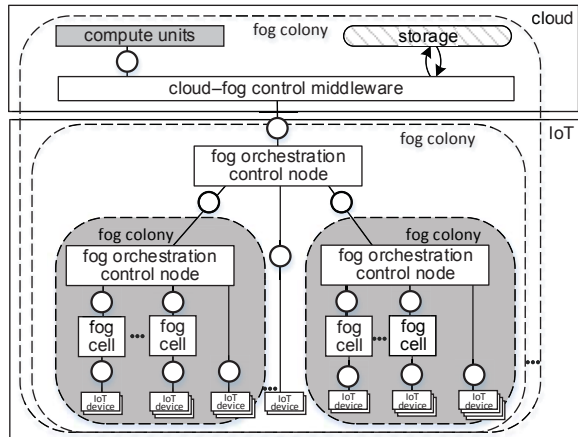 cloud
fog colony
compute units
storage
cloud–fog control middleware
IoT
fog colony
fog orchestration
control node
fog colony
fog orchestration
control node
fog
cell
...
fog
cell
IoT
device
IoT
device
IoT
device
...
IoT
device
fog colony
fog orchestration
control node
fog
cell
...
fog
cell
IoT
device
IoT
device
IoT
device
...